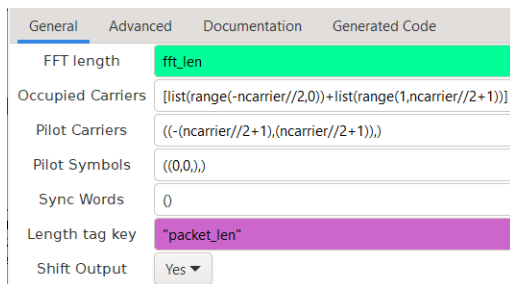 General Advanced Documentation Generated Code
FFT length fft_len
Occupied Carriers [list(range(-ncarrier//2,0))+list(range(1,ncarrier//2+1))]
Pilot Carriers ((-(ncarrier//2+1),(ncarrier//2+1)),)
Pilot Symbols ((0,0,),)
Sync Words ()
Length tag key "packet_len"
Shift Output Yes